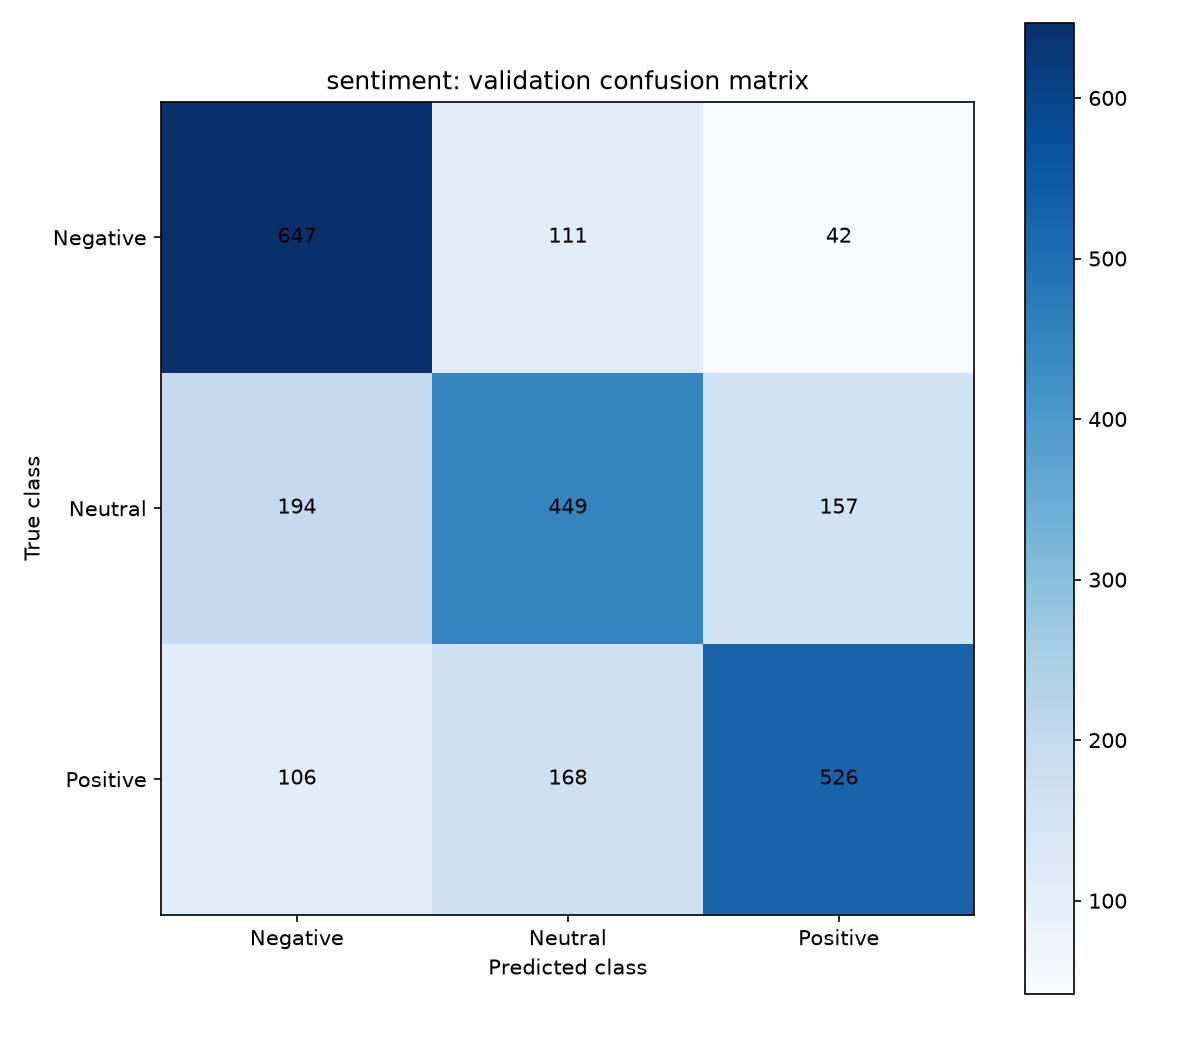 sentiment: validation confusion matrix
600
500
400
300
200
100
True class
Negative
647
111
42
Neutral
194
449
157
Positive
106
168
526
Negative
Neutral
Positive
Predicted class